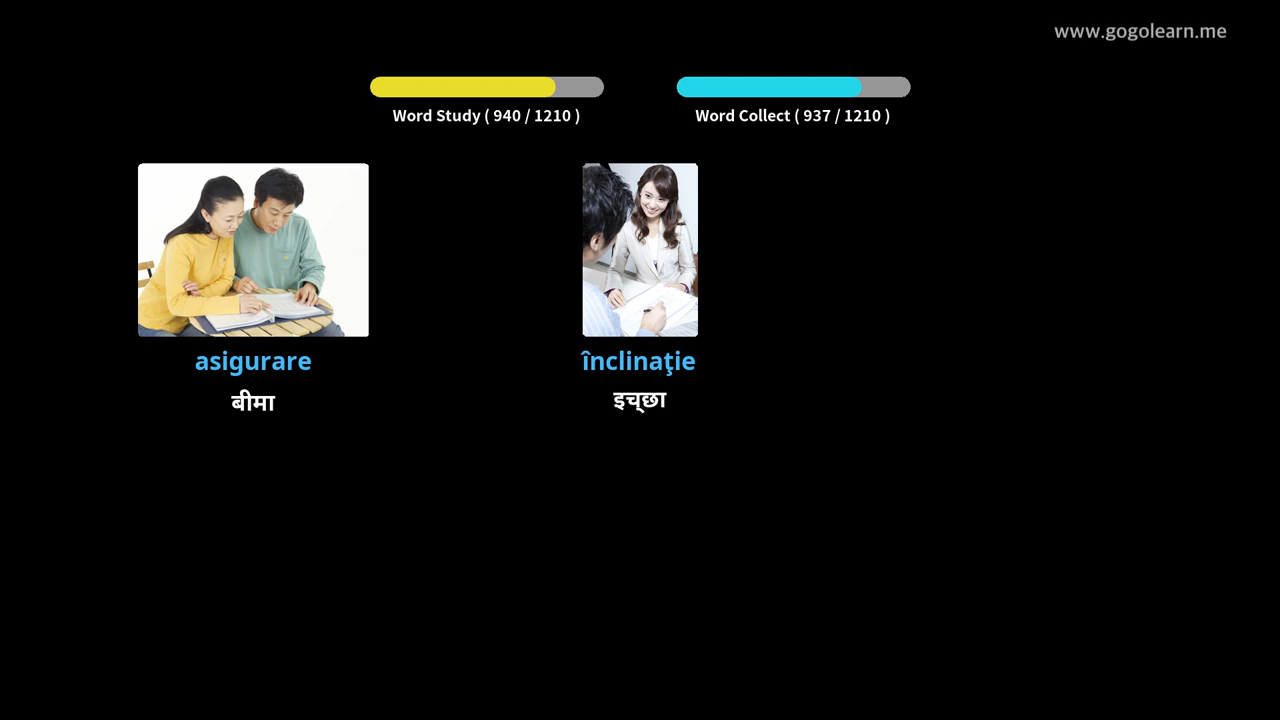 www.gogolearn.me
Word Study ( 940 / 1210 )
Word Collect ( 937 / 1210 )
asigurare
बीमा
înclinaţie
इच्छा